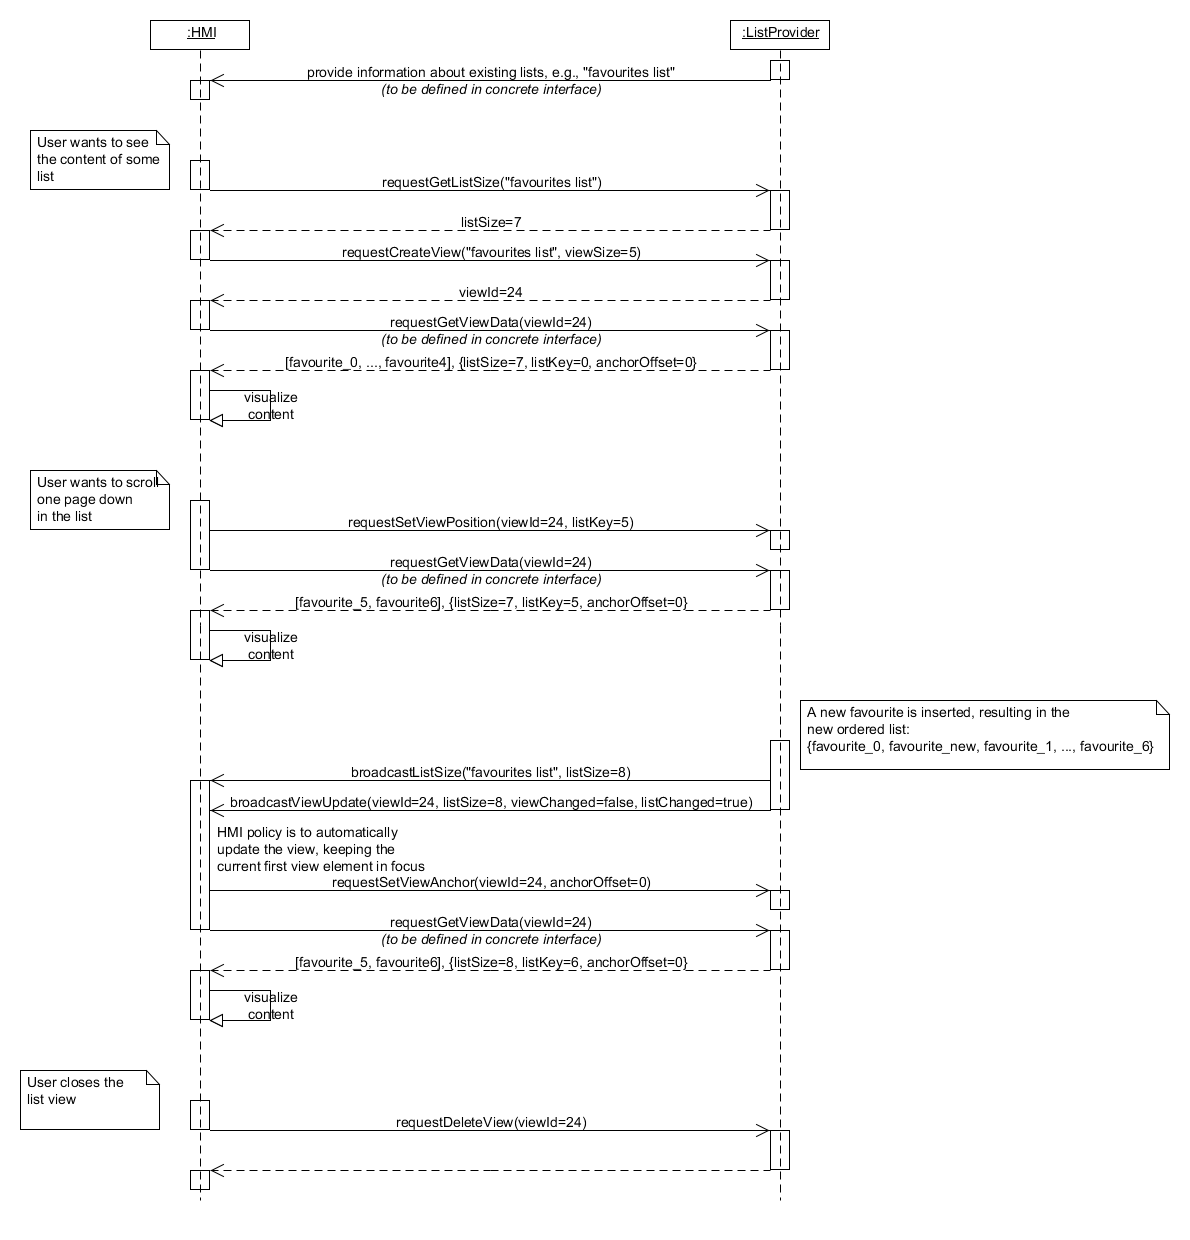 :HMI
:ListProvider
provide information about existing lists, e.g., "favourites list"
(to be defined in concrete interface)
User wants to see
the content of some
list
requestGetListSize("favourites list")
listSize=7
requestCreateView("favourites list", viewSize=5)
viewId=24
requestGetViewData(viewId=24)
(to be defined in concrete interface)
[favourite_0, ..., favourite4], {listSize=7, listKey=0, anchorOffset=0}
visualize
content
User wants to scroll
one page down
in the list
requestSetViewPosition(viewId=24, listKey=5)
requestGetViewData(viewId=24)
(to be defined in concrete interface)
[favourite_5, favourite6], {listSize=7, listKey=5, anchorOffset=0}
visualize
content
A new favourite is inserted, resulting in the
new ordered list:
{favourite_0, favourite_new, favourite_1, ..., favourite_6}
broadcastListSize("favourites list", listSize=8)
broadcastViewUpdate(viewId=24, listSize=8, viewChanged=false, listChanged=true)
HMI policy is to automatically
update the view, keeping the
current first view element in focus
requestSetViewAnchor(viewId=24, anchorOffset=0)
requestGetViewData(viewId=24)
(to be defined in concrete interface)
[favourite_5, favourite6], {listSize=8, listKey=6, anchorOffset=0}
visualize
content
User closes the
list view
requestDeleteView(viewId=24)